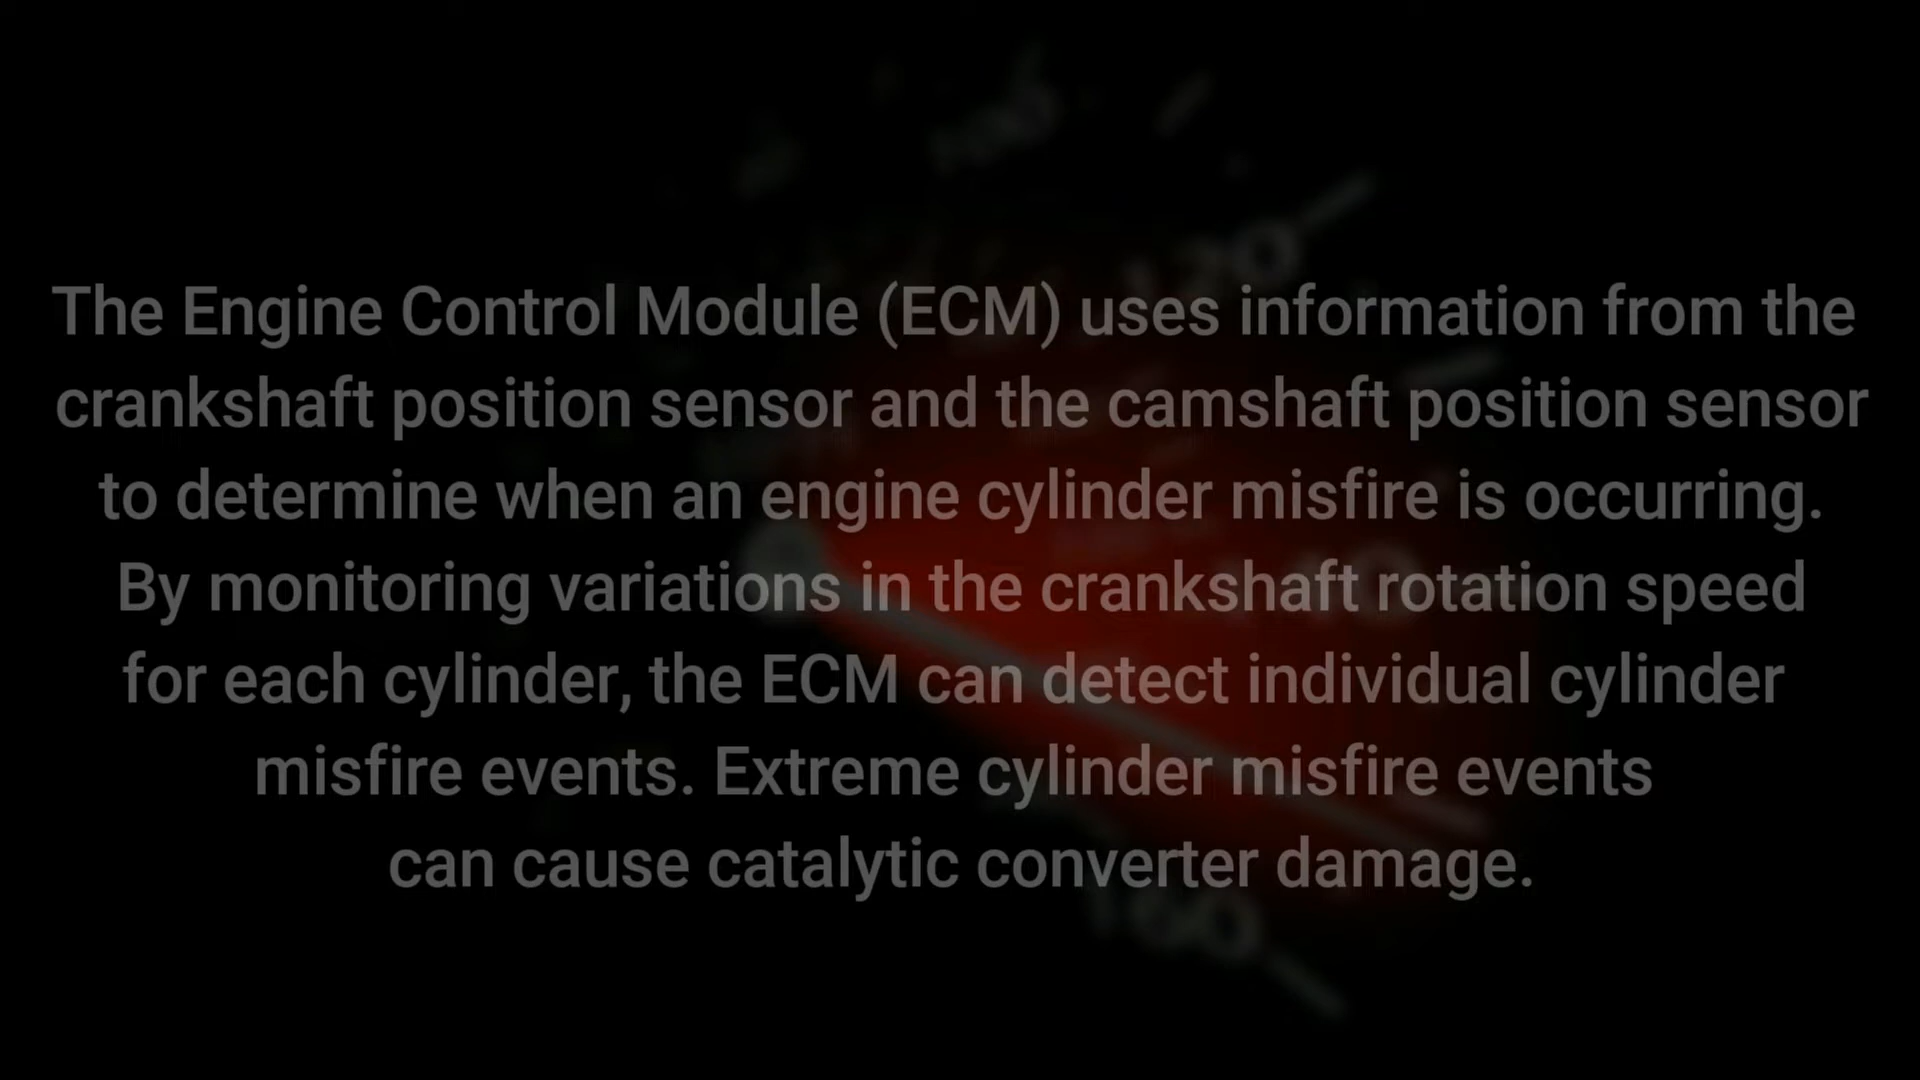 The Engine Control Module (ECM) uses information from the
crankshaft position sensor and the camshaft position sensor
to determine when an engine cylinder misfire is occurring.
By monitoring variations in the crankshaft rotation speed
for each cylinder, the ECM can detect individual cylinder
misfire events. Extreme cylinder misfire events
can cause catalytic converter damage.
120
160